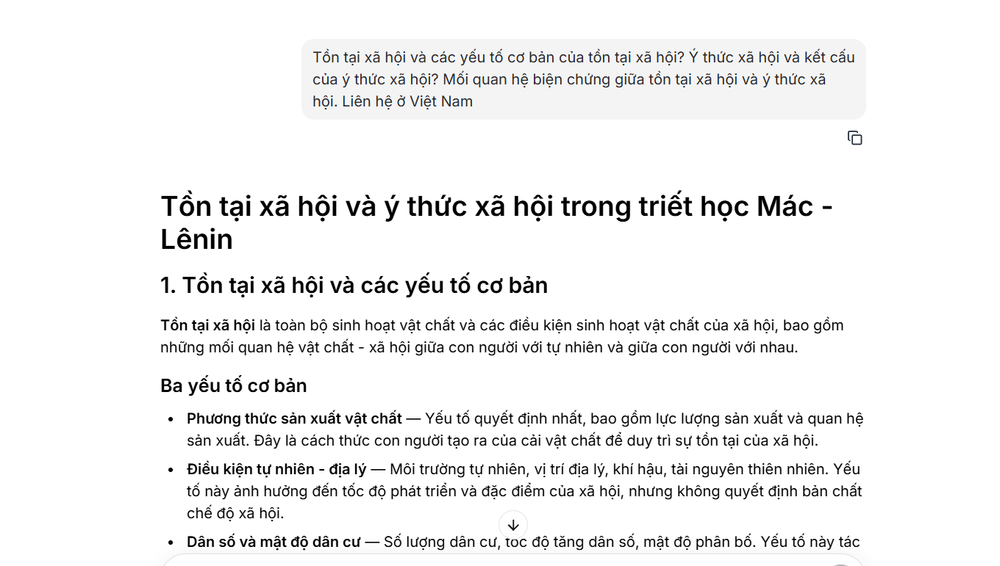 Tồn tại xã hội và các yếu tố cơ bản của tồn tại xã hội? Ý thức xã hội và kết cấu
của ý thức xã hội? Mối quan hệ biện chứng giữa tồn tại xã hội và ý thức xã
hội. Liên hệ ở Việt Nam
Tồn tại xã hội và ý thức xã hội trong triết học Mác -
Lênin
1. Tồn tại xã hội và các yếu tố cơ bản
Tồn tại xã hội là toàn bộ sinh hoạt vật chất và các điều kiện sinh hoạt vật chất của xã hội, bao gồm
những mối quan hệ vật chất - xã hội giữa con người với tự nhiên và giữa con người với nhau.
Ba yếu tố cơ bản
• Phương thức sản xuất vật chất — Yếu tố quyết định nhất, bao gồm lực lượng sản xuất và quan hệ
sản xuất. Đây là cách thức con người tạo ra của cải vật chất để duy trì sự tồn tại của xã hội.
• Điều kiện tự nhiên - địa lý — Môi trường tự nhiên, vị trí địa lý, khí hậu, tài nguyên thiên nhiên. Yếu
tố này ảnh hưởng đến tốc độ phát triển và đặc điểm của xã hội, nhưng không quyết định bản chất
chế độ xã hội.
• Dân số và mật độ dân cư — Số lượng dân cư, tốc độ tăng dân số, mật độ phân bố. Yếu tố này tác